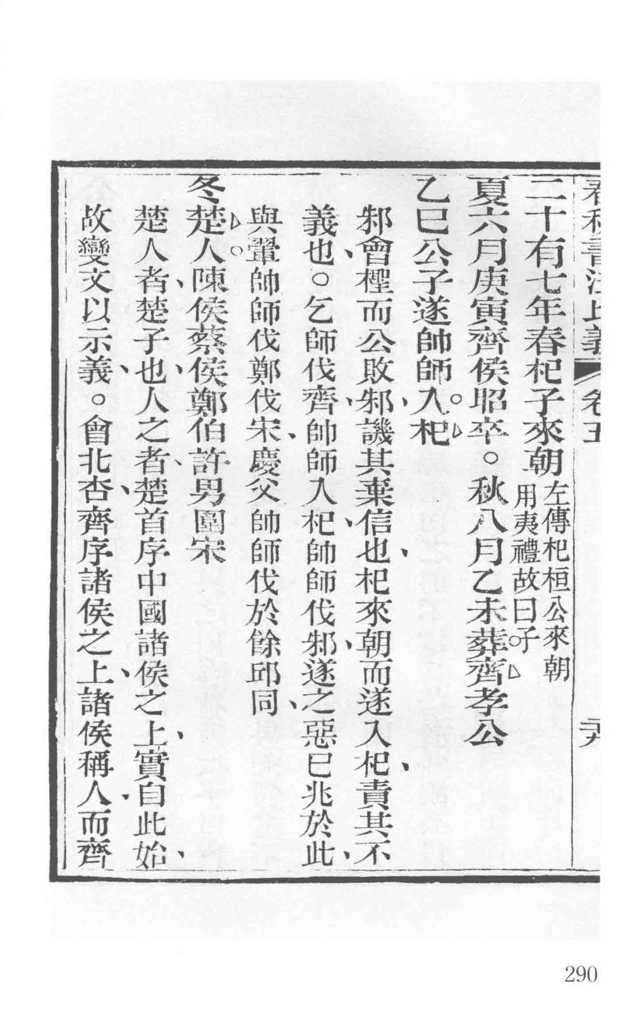 春秋書法比義 卷五
二十有七年春杞子來朝
左傳杞桓公來朝
用夷禮故曰子
夏六月庚寅齊侯昭卒。秋八月乙未葬齊孝公
乙巳公子遂帥師入杞
邾會檉而公敗邾、譏其棄信也、杞來朝而遂入杞、責其不
義也。乞師伐齊、帥師入杞、帥師伐邾、遂之惡已兆於此、
與翬帥師伐鄭伐宋、慶父帥師伐於餘邱同、
冬楚人陳侯蔡侯鄭伯許男圍宋
楚人者、楚子也、人之者、楚首序中國諸侯之上、實自此始、
故變文以示義。會北杏、齊序諸侯之上、諸侯稱人、而齊
290